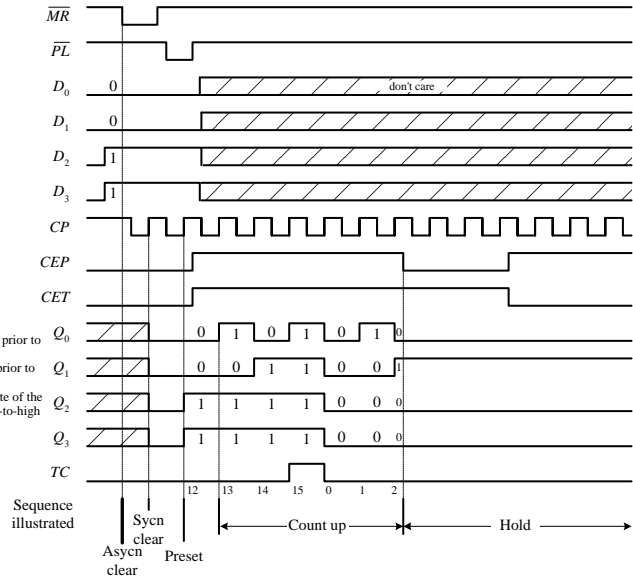 MR
PL
D0 0
don't care
D1 0
D2 1
D3 1
CP
CEP
CET
prior to
Q0 0 1 0 1 0 1 0
prior to
Q1 0 0 1 1 0 0 1
te of the
-to-high
Q2 1 1 1 1 0 0 0
Q3 1 1 1 1 0 0 0
TC
12 13 14 15 0 1 2
Sequence
illustrated
Asycn
clear
Sycn
clear
Preset
Count up
Hold